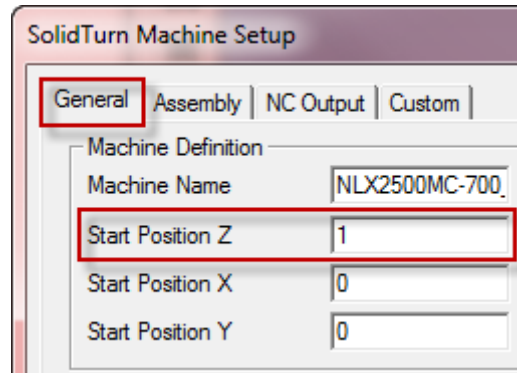 SolidTurn Machine Setup
General Assembly NC Output Custom
Machine Definition
Machine Name NLX2500MC-700_
Start Position Z 1
Start Position X 0
Start Position Y 0